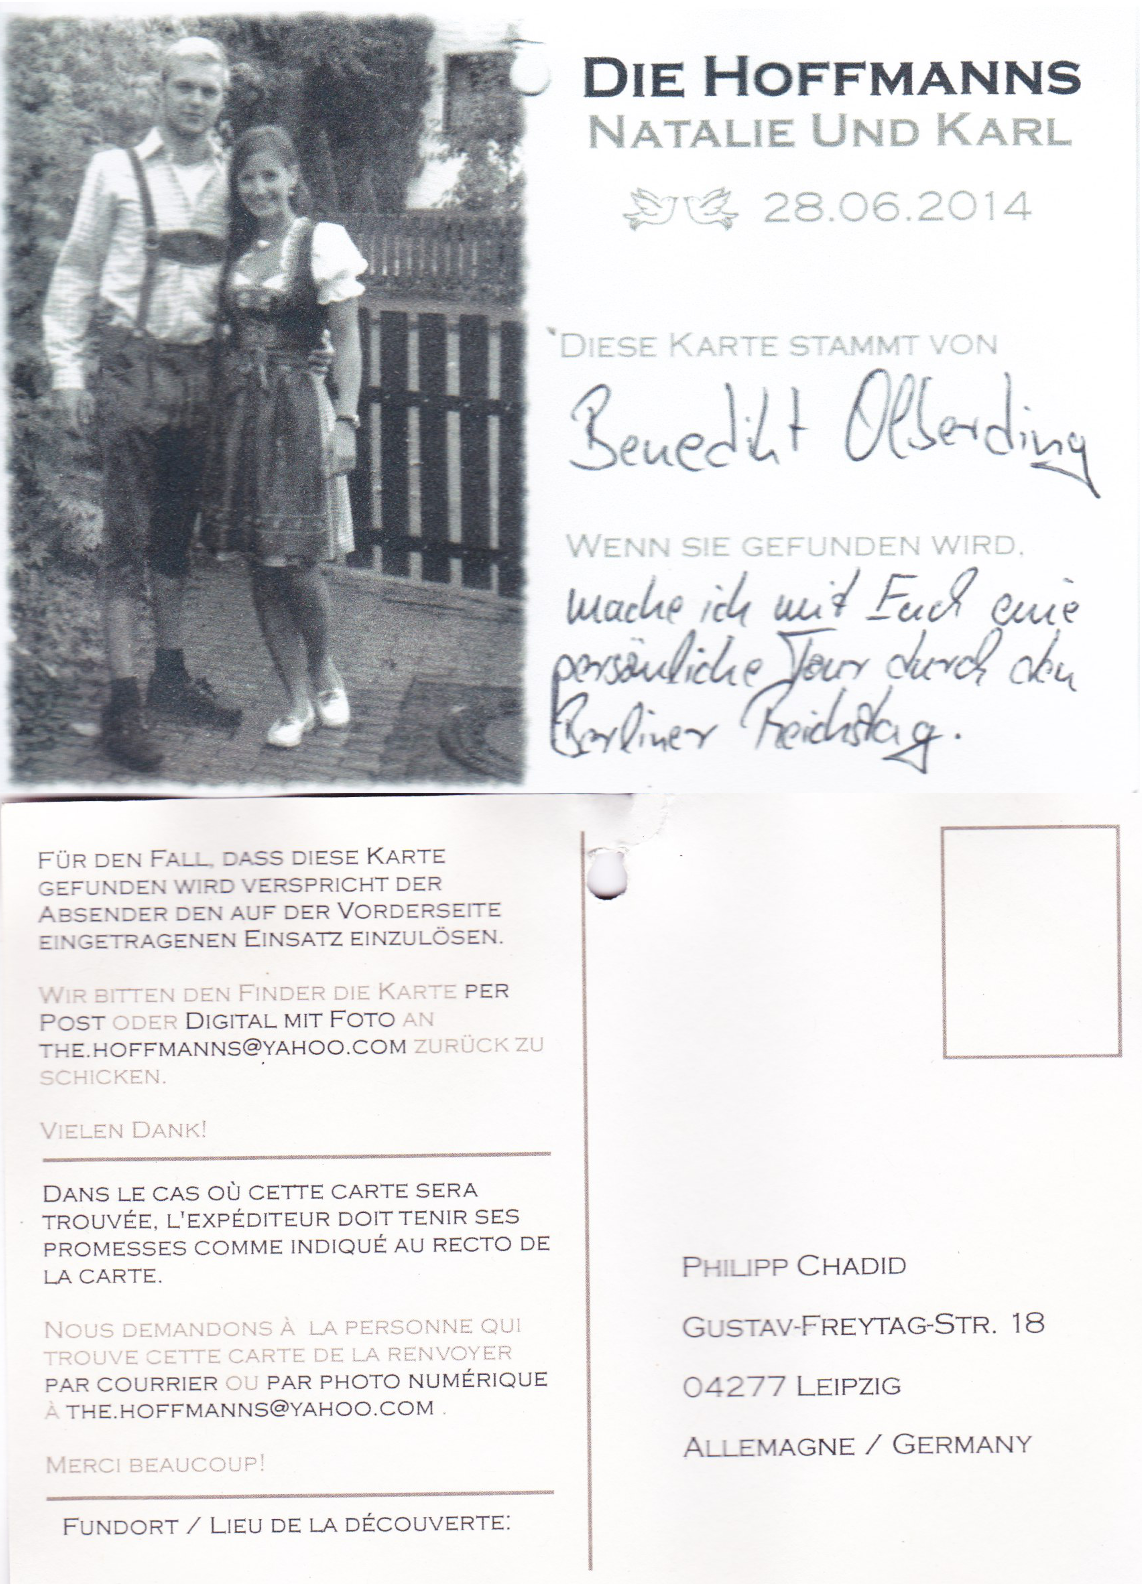 DIE HOFFMANNS
NATALIE UND KARL
28.06.2014
DIESE KARTE STAMMT VON
Benedikt Olberding
WENN SIE GEFUNDEN WIRD,
mache ich mit Euch eine
persönliche Tour durch den
Berliner Reichstag.
FÜR DEN FALL, DASS DIESE KARTE
GEFUNDEN WIRD VERSPRICHT DER
ABSENDER DEN AUF DER VORDERSEITE
EINGETRAGENEN EINSATZ EINZULÖSEN.
WIR BITTEN DEN FINDER DIE KARTE PER
POST ODER DIGITAL MIT FOTO AN
THE.HOFFMANNS@YAHOO.COM ZURÜCK ZU
SCHICKEN.
VIELEN DANK!
DANS LE CAS OÙ CETTE CARTE SERA
TROUVÉE, L'EXPÉDITEUR DOIT TENIR SES
PROMESSES COMME INDIQUÉ AU RECTO DE
LA CARTE.
NOUS DEMANDONS À LA PERSONNE QUI
TROUVE CETTE CARTE DE LA RENVOYER
PAR COURRIER OU PAR PHOTO NUMÉRIQUE
À THE.HOFFMANNS@YAHOO.COM .
MERCI BEAUCOUP!
FUNDORT / LIEU DE LA DÉCOUVERTE:
PHILIPP CHADID
GUSTAV-FREYTAG-STR. 18
04277 LEIPZIG
ALLEMAGNE / GERMANY